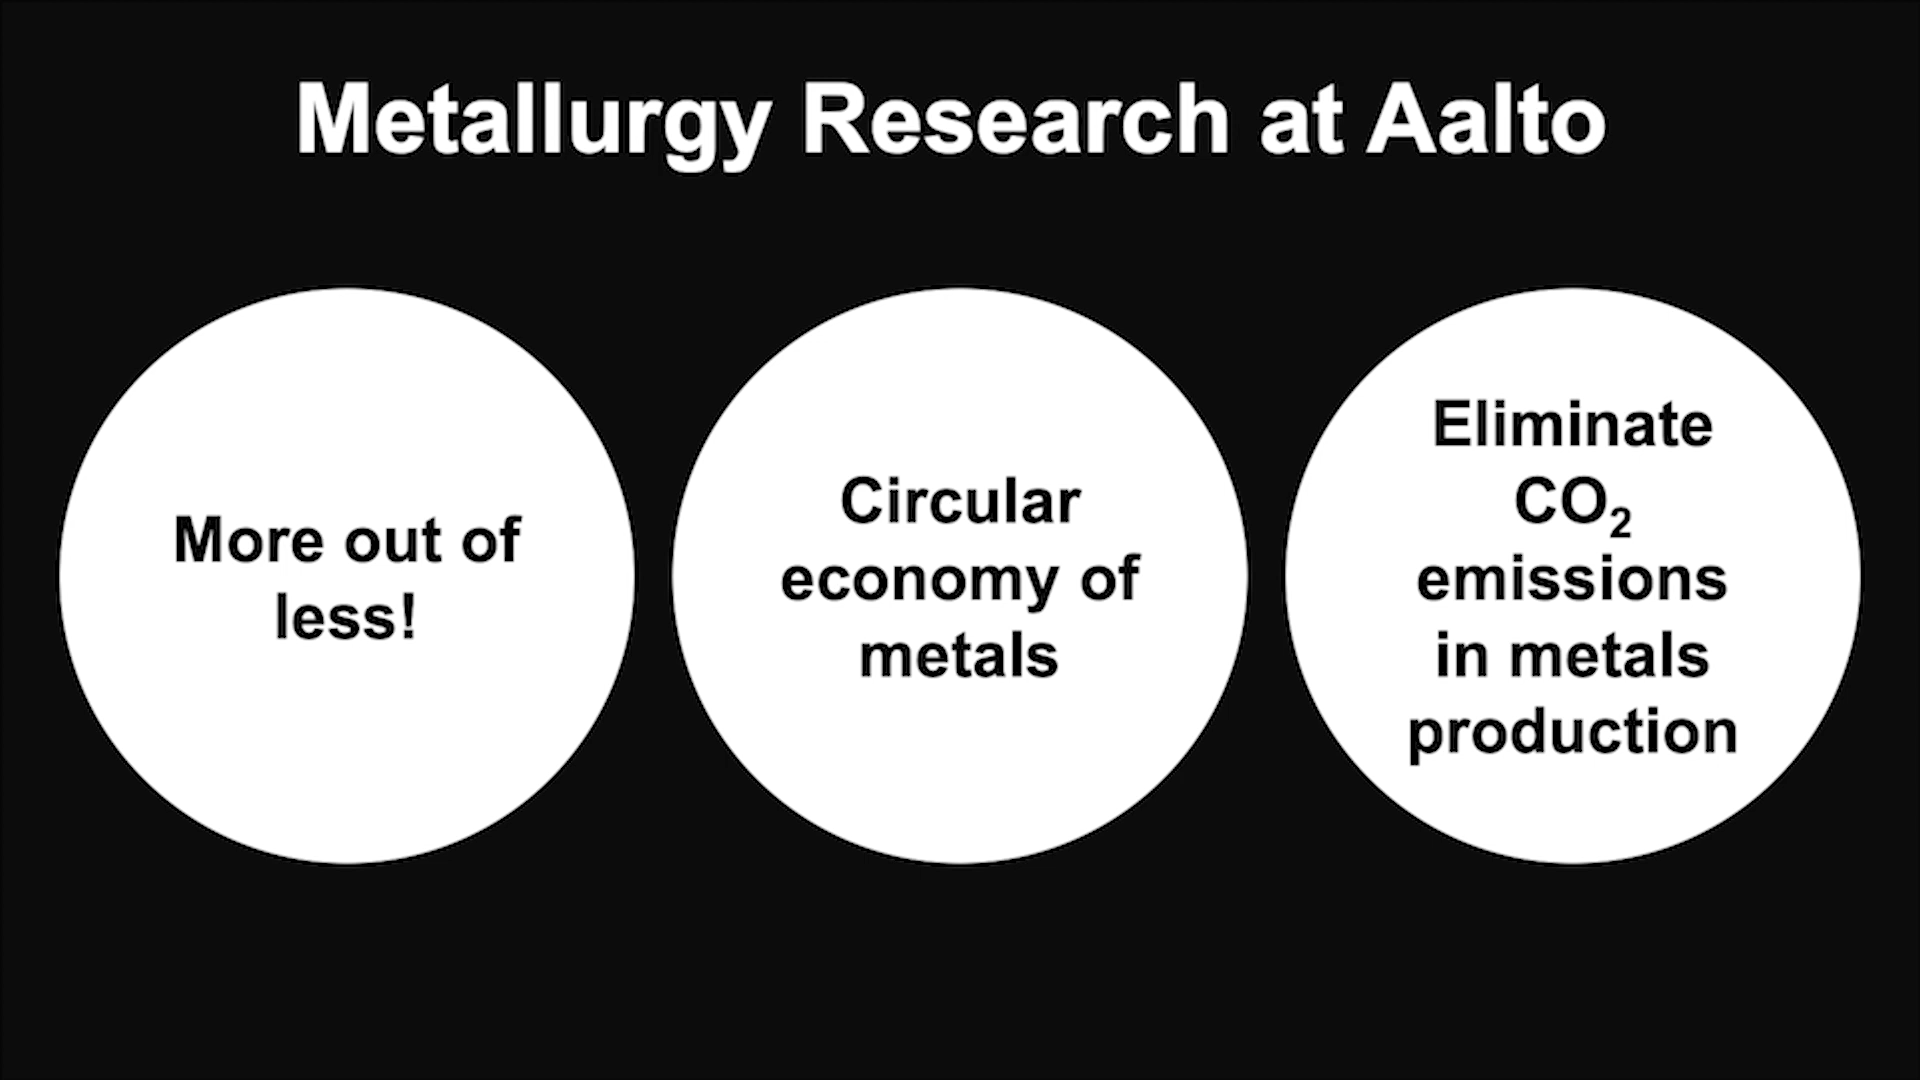 Metallurgy Research at Aalto
More out of
less!
Circular
economy of
metals
Eliminate
CO₂
emissions
in metals
production